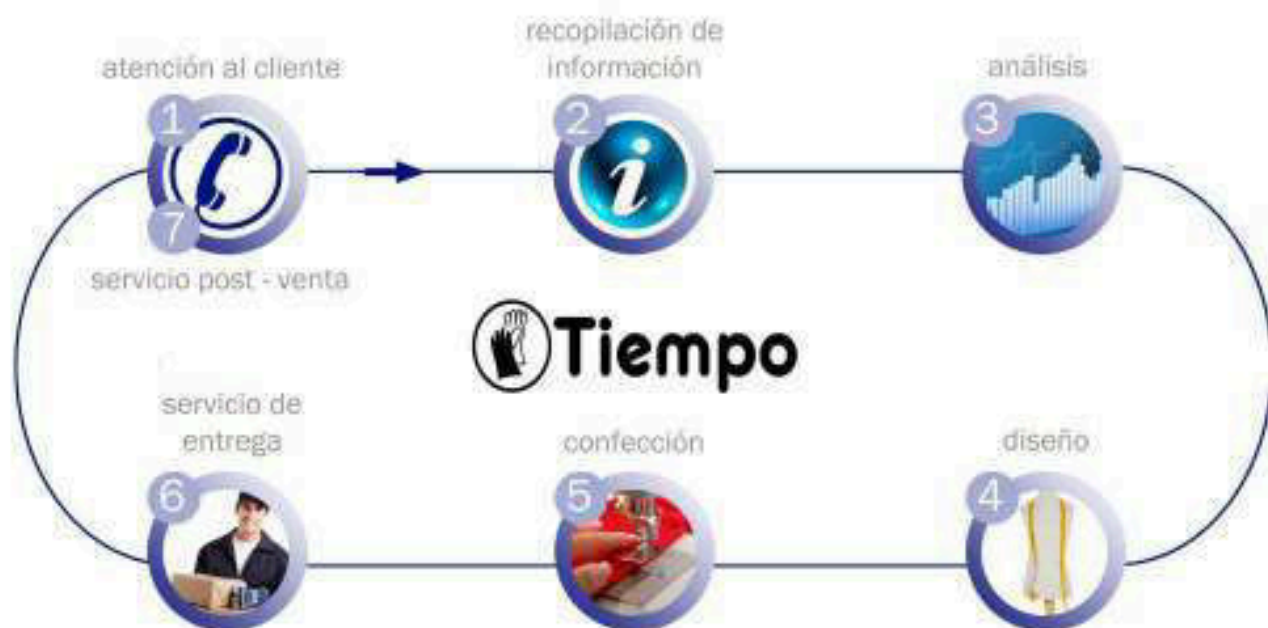 atención al cliente
1
7
servicio post - venta
recopilación de
información
2
i
análisis
3
Tiempo
diseño
4
confección
5
servicio de
entrega
6